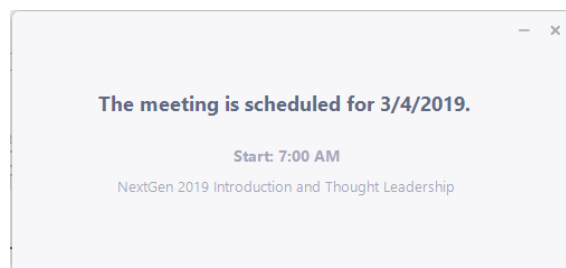 The meeting is scheduled for 3/4/2019.
Start: 7:00 AM
NextGen 2019 Introduction and Thought Leadership